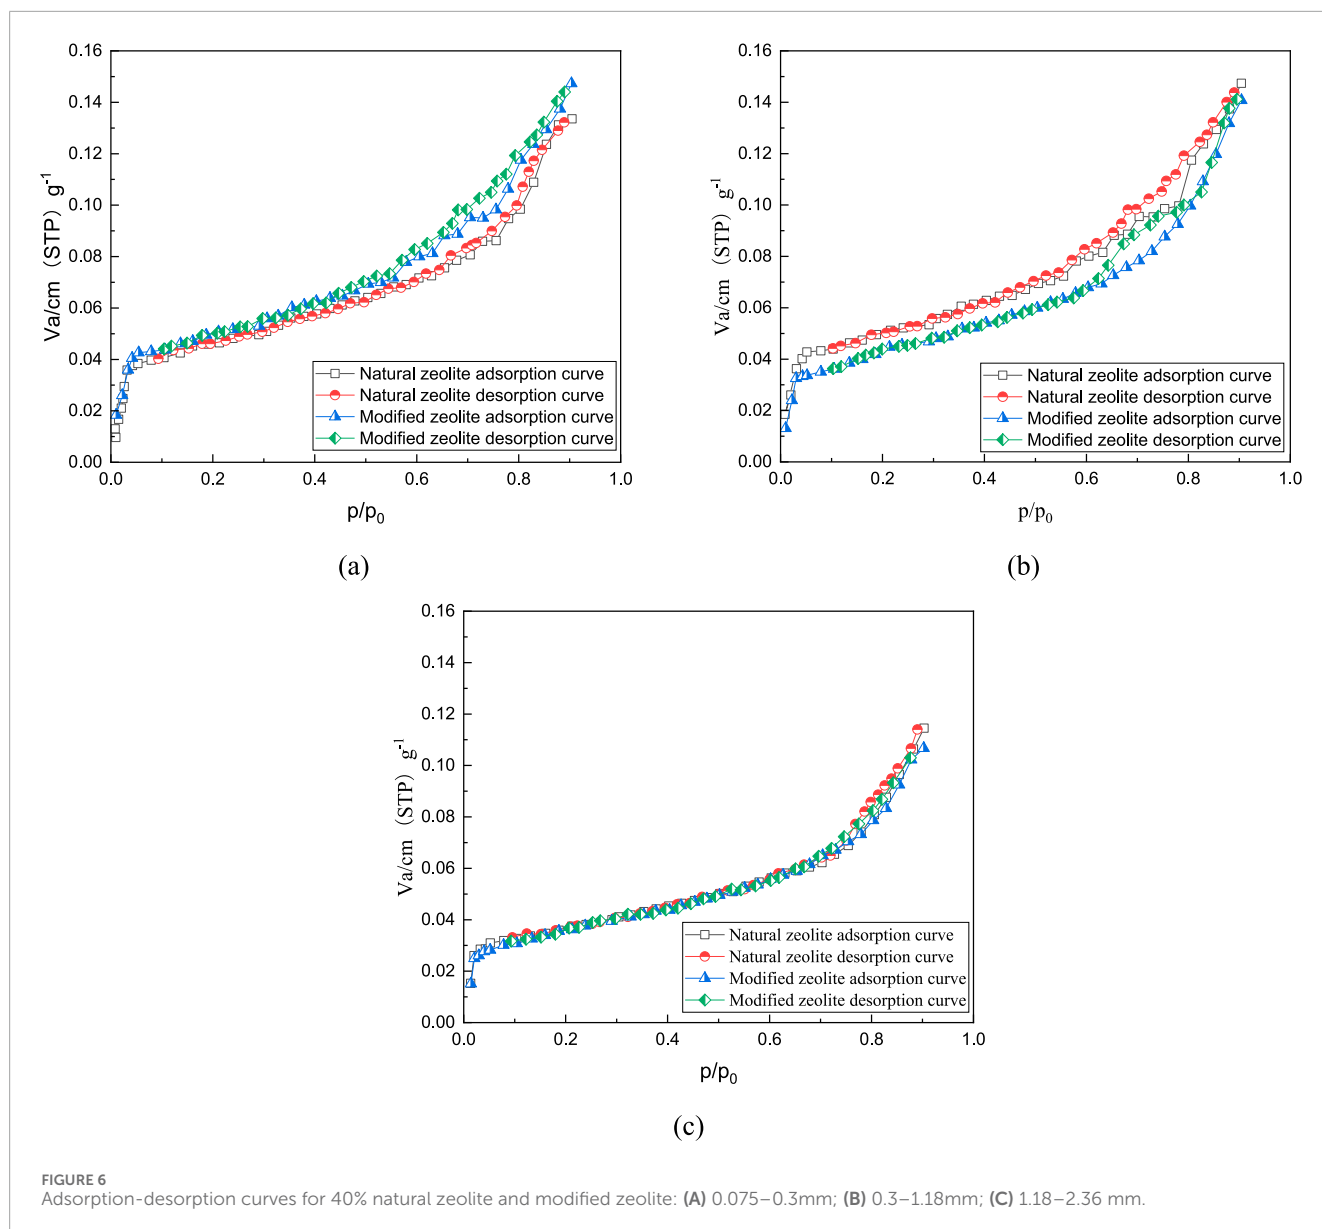 0.16
0.14
0.12
0.10
0.08
0.06
0.04
0.02
0.00
Va/cm (STP) g-1
Natural zeolite adsorption curve
Natural zeolite desorption curve
Modified zeolite adsorption curve
Modified zeolite desorption curve
0.0 0.2 0.4 0.6 0.8 1.0
p/p0
(a)
0.16
0.14
0.12
0.10
0.08
0.06
0.04
0.02
0.00
Va/cm (STP) g-1
Natural zeolite adsorption curve
Natural zeolite desorption curve
Modified zeolite adsorption curve
Modified zeolite desorption curve
0.0 0.2 0.4 0.6 0.8 1.0
p/p0
(b)
0.16
0.14
0.12
0.10
0.08
0.06
0.04
0.02
0.00
Va/cm (STP) g-1
Natural zeolite adsorption curve
Natural zeolite desorption curve
Modified zeolite adsorption curve
Modified zeolite desorption curve
0.0 0.2 0.4 0.6 0.8 1.0
p/p0
(c)
FIGURE 6
Adsorption-desorption curves for 40% natural zeolite and modified zeolite: (A) 0.075–0.3mm; (B) 0.3–1.18mm; (C) 1.18–2.36 mm.